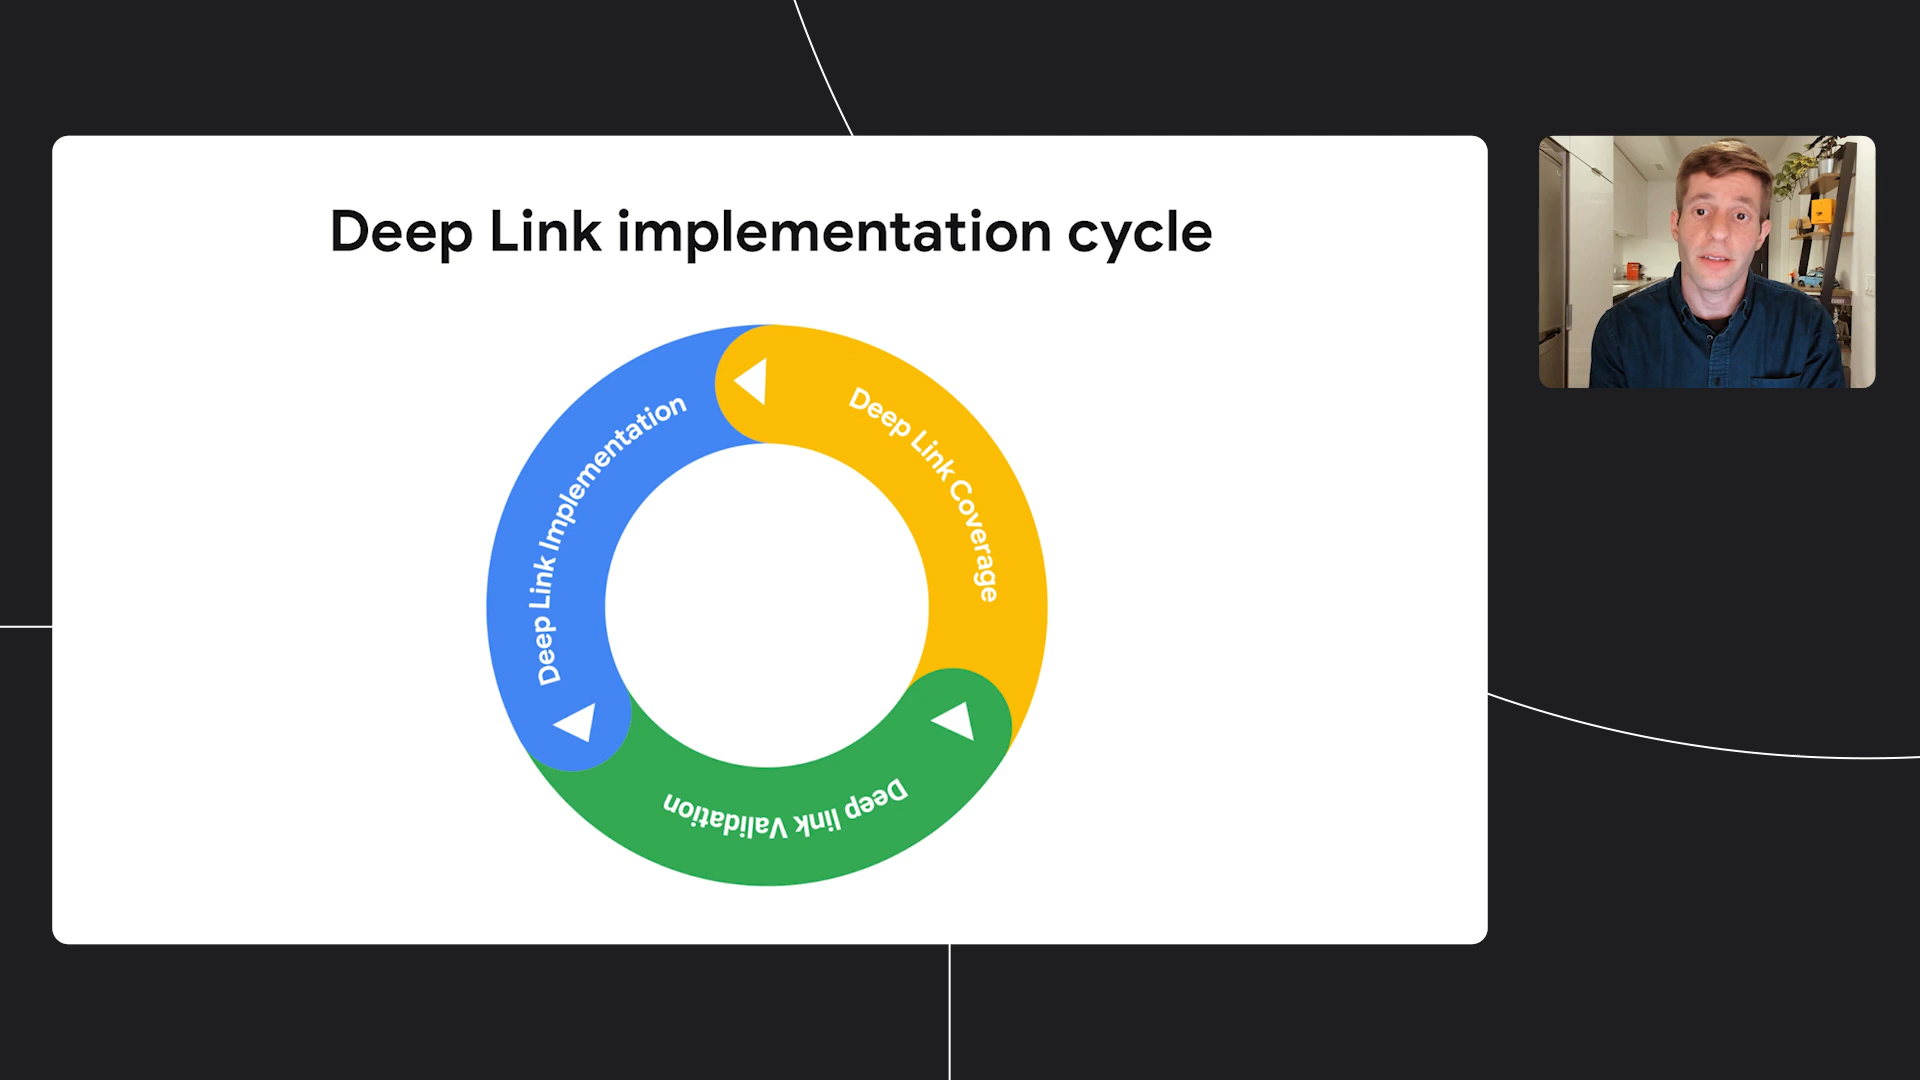 Deep Link implementation cycle
Deep Link Implementation
Deep Link Coverage
Deep link Validation